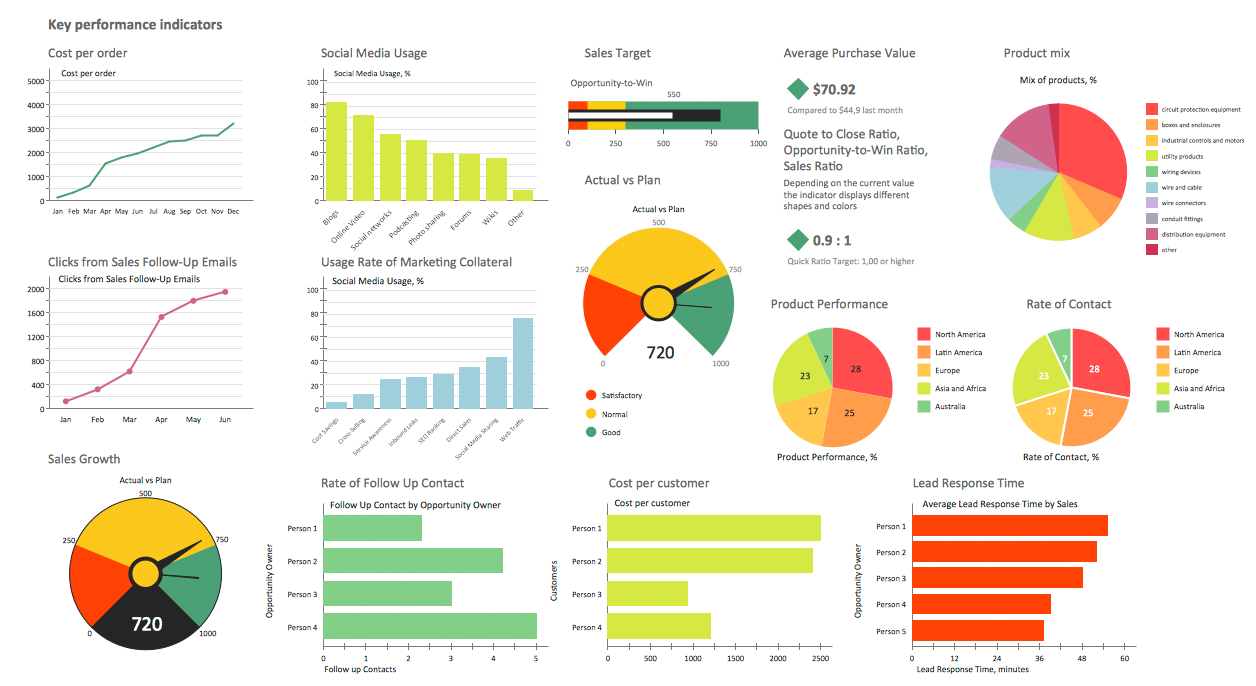 Key performance indicators
Cost per order
Cost per order
5000
4000
3000
2000
1000
0
Jan Feb Mar Apr May Jun Jul Aug Sep Oct Nov Dec
Social Media Usage
Social Media Usage, %
100
80
60
40
20
0
Blogs
Online Video
Social networks
Podcasting
Photo sharing
Forums
Wikis
Other
Sales Target
Opportunity-to-Win
550
0 250 500 750 1000
Average Purchase Value
$70.92
Compared to $44,9 last month
Quote to Close Ratio,
Opportunity-to-Win Ratio,
Sales Ratio
Depending on the current value
the indicator displays different
shapes and colors
0.9 : 1
Quick Ratio Target: 1,00 or higher
Product mix
Mix of products, %
circuit protection equipment
boxes and enclosures
industrial controls and motors
utility products
wiring devices
wire and cable
wire connectors
conduit fittings
distribution equipment
other
Clicks from Sales Follow-Up Emails
Clicks from Sales Follow-Up Emails
2000
1600
1200
800
400
0
Jan Feb Mar Apr May Jun
Usage Rate of Marketing Collateral
Social Media Usage, %
100
80
60
40
20
0
Cost Savings
Cross-Selling
Service Awareness
Inbound Links
SEO Ranking
Direct Sales
Social Media Sharing
Web Traffic
Actual vs Plan
Actual vs Plan
500
250 750
720
0 1000
Satisfactory
Normal
Good
Product Performance
7
28
23
17
25
Product Performance, %
North America
Latin America
Europe
Asia and Africa
Australia
Rate of Contact
7
28
23
17
25
Rate of Contact, %
North America
Latin America
Europe
Asia and Africa
Australia
Sales Growth
Actual vs Plan
500
250 750
720
0 1000
Rate of Follow Up Contact
Follow Up Contact by Opportunity Owner
Opportunity Owner
Person 1
Person 2
Person 3
Person 4
0 1 2 3 4 5
Follow up Contacts
Cost per customer
Cost per customer
Customers
Person 1
Person 2
Person 3
Person 4
0 500 1000 1500 2000 2500
Lead Response Time
Average Lead Response Time by Sales
Opportunity Owner
Person 1
Person 2
Person 3
Person 4
Person 5
0 12 24 36 48 60
Lead Response Time, minutes